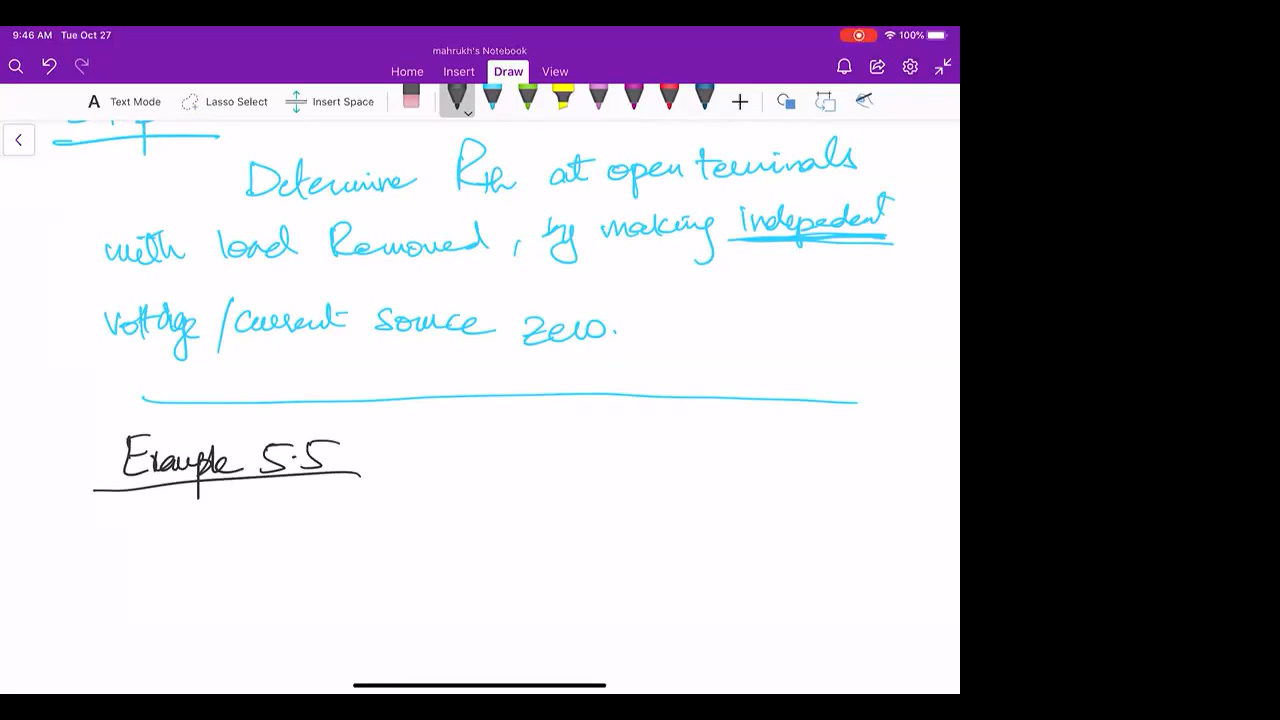 9:46 AM Tue Oct 27
100%
mahrukh's Notebook
Home Insert Draw View
A Text Mode Lasso Select Insert Space
Determine Rth at open terminals
with load Removed, by making indepedent
voltage/current source zero.
Example 5.5